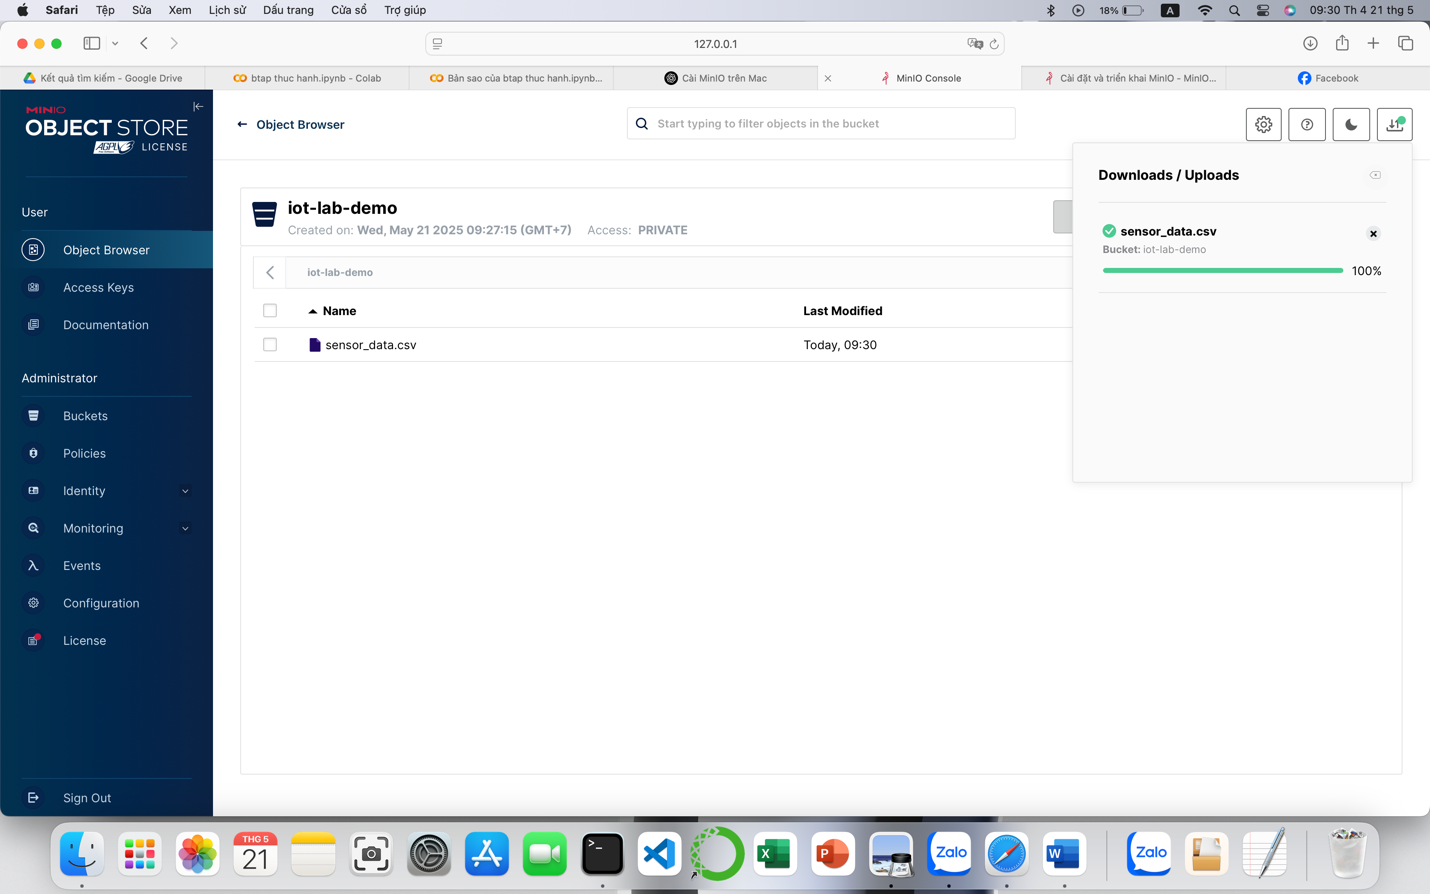 Safari Tệp Sửa Xem Lịch sử Dấu trang Cửa sổ Trợ giúp 18% A 09:30 Th 4 21 thg 5
127.0.0.1
Kết quả tìm kiếm - Google Drive
btap thuc hanh.ipynb - Colab
Bản sao của btap thuc hanh.ipynb...
Cài MinIO trên Mac
MinIO Console
Cài đặt và triển khai MinIO - MinIO...
Facebook
MINIO
OBJECT STORE
AGPLv3 LICENSE
User
Object Browser
Access Keys
Documentation
Administrator
Buckets
Policies
Identity
Monitoring
Events
Configuration
License
Sign Out
Object Browser
Start typing to filter objects in the bucket
iot-lab-demo
Created on: Wed, May 21 2025 09:27:15 (GMT+7) Access: PRIVATE
iot-lab-demo
Name Last Modified
sensor_data.csv Today, 09:30
Downloads / Uploads
sensor_data.csv
Bucket: iot-lab-demo
100%
THG 5
21
Zalo
Zalo